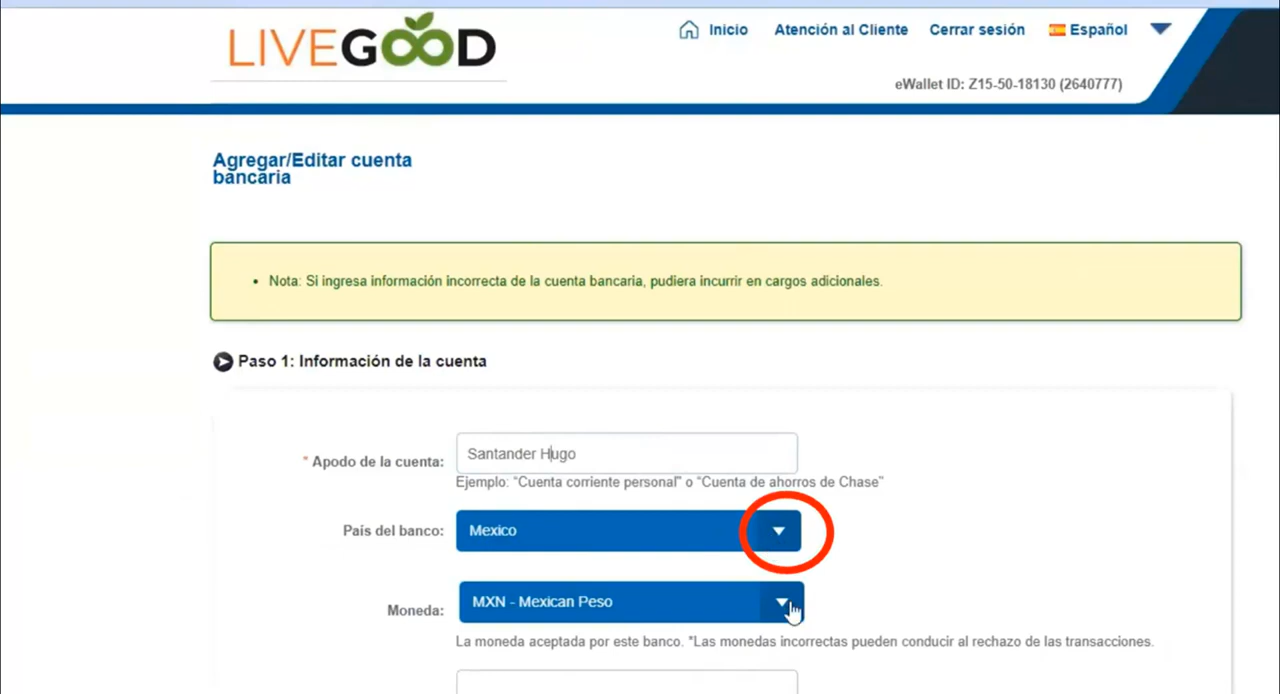 LIVEGOOD
Inicio Atención al Cliente Cerrar sesión Español
eWallet ID: Z15-50-18130 (2640777)
Agregar/Editar cuenta
bancaria
• Nota: Si ingresa información incorrecta de la cuenta bancaria, pudiera incurrir en cargos adicionales.
Paso 1: Información de la cuenta
* Apodo de la cuenta: Santander Hugo
Ejemplo: “Cuenta corriente personal” o “Cuenta de ahorros de Chase”
País del banco: Mexico
Moneda: MXN - Mexican Peso
La moneda aceptada por este banco. *Las monedas incorrectas pueden conducir al rechazo de las transacciones.